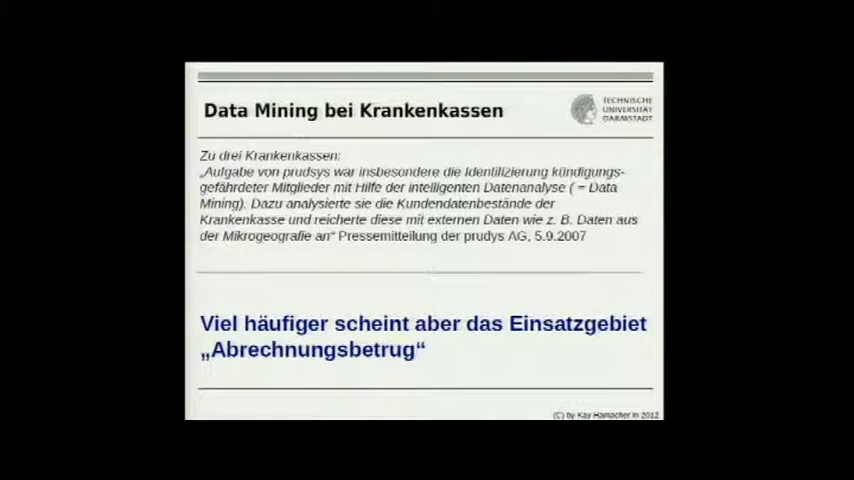 Data Mining bei Krankenkassen
TECHNISCHE
UNIVERSITÄT
DARMSTADT
Zu drei Krankenkassen:
„Aufgabe von prudsys war insbesondere die Identifizierung kündigungs-
gefährdeter Mitglieder mit Hilfe der intelligenten Datenanalyse ( = Data
Mining). Dazu analysierte sie die Kundendatenbestände der
Krankenkasse und reicherte diese mit externen Daten wie z. B. Daten aus
der Mikrogeografie an“ Pressemitteilung der prudys AG, 5.9.2007
Viel häufiger scheint aber das Einsatzgebiet
„Abrechnungsbetrug“
(C) by Kay Hamacher in 2012